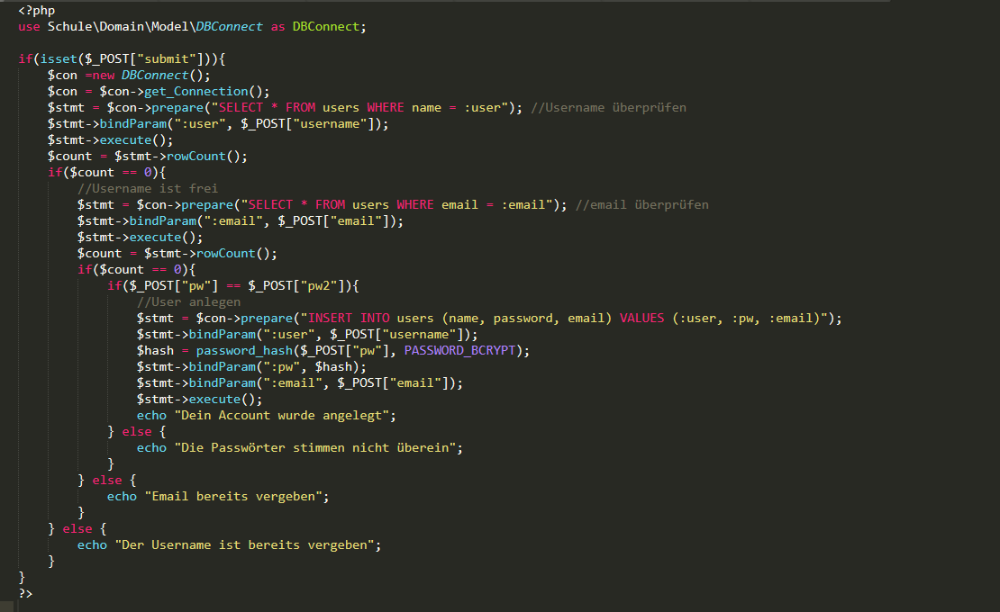 <?php
use Schule\Domain\Model\DBConnect as DBConnect;
if(isset($_POST["submit"])){
$con =new DBConnect();
$con = $con->get_Connection();
$stmt = $con->prepare("SELECT * FROM users WHERE name = :user"); //Username überprüfen
$stmt->bindParam(":user", $_POST["username"]);
$stmt->execute();
$count = $stmt->rowCount();
if($count == 0){
//Username ist frei
$stmt = $con->prepare("SELECT * FROM users WHERE email = :email"); //email überprüfen
$stmt->bindParam(":email", $_POST["email"]);
$stmt->execute();
$count = $stmt->rowCount();
if($count == 0){
if($_POST["pw"] == $_POST["pw2"]){
//User anlegen
$stmt = $con->prepare("INSERT INTO users (name, password, email) VALUES (:user, :pw, :email)");
$stmt->bindParam(":user", $_POST["username"]);
$hash = password_hash($_POST["pw"], PASSWORD_BCRYPT);
$stmt->bindParam(":pw", $hash);
$stmt->bindParam(":email", $_POST["email"]);
$stmt->execute();
echo "Dein Account wurde angelegt";
} else {
echo "Die Passwörter stimmen nicht überein";
}
} else {
echo "Email bereits vergeben";
}
} else {
echo "Der Username ist bereits vergeben";
}
}
?>